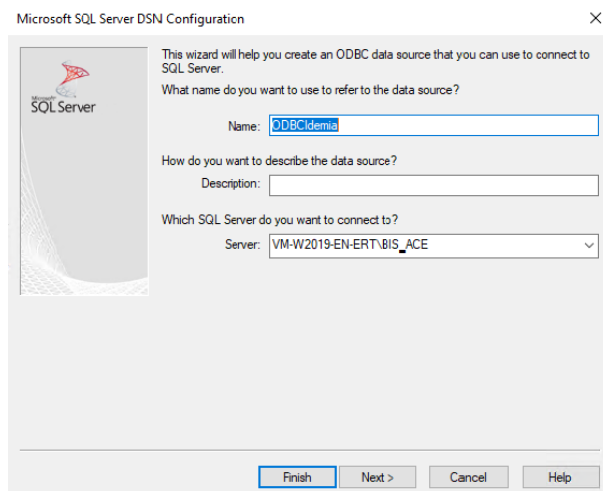 Microsoft SQL Server DSN Configuration
This wizard will help you create an ODBC data source that you can use to connect to
SQL Server.
What name do you want to use to refer to the data source?
Microsoft
SQL Server
Name: ODBCIdemia
How do you want to describe the data source?
Description:
Which SQL Server do you want to connect to?
Server: VM-W2019-EN-ERT\BIS_ACE
Finish Next > Cancel Help